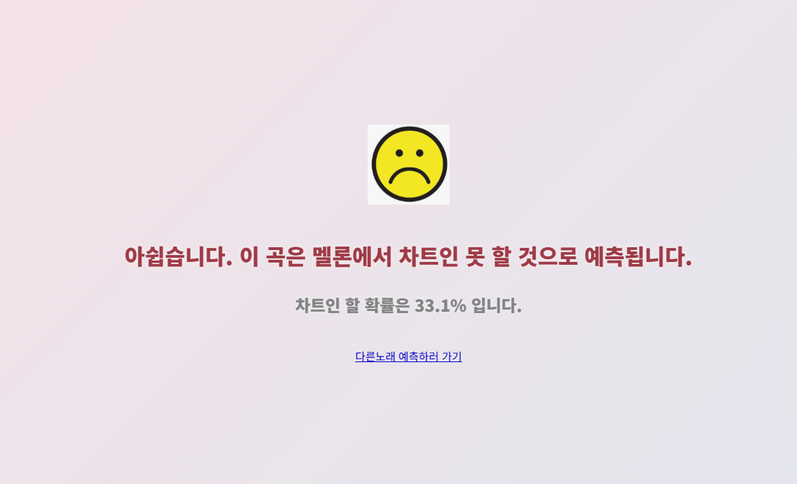 아쉽습니다. 이 곡은 멜론에서 차트인 못 할 것으로 예측됩니다.
차트인 할 확률은 33.1% 입니다.
다른노래 예측하러 가기